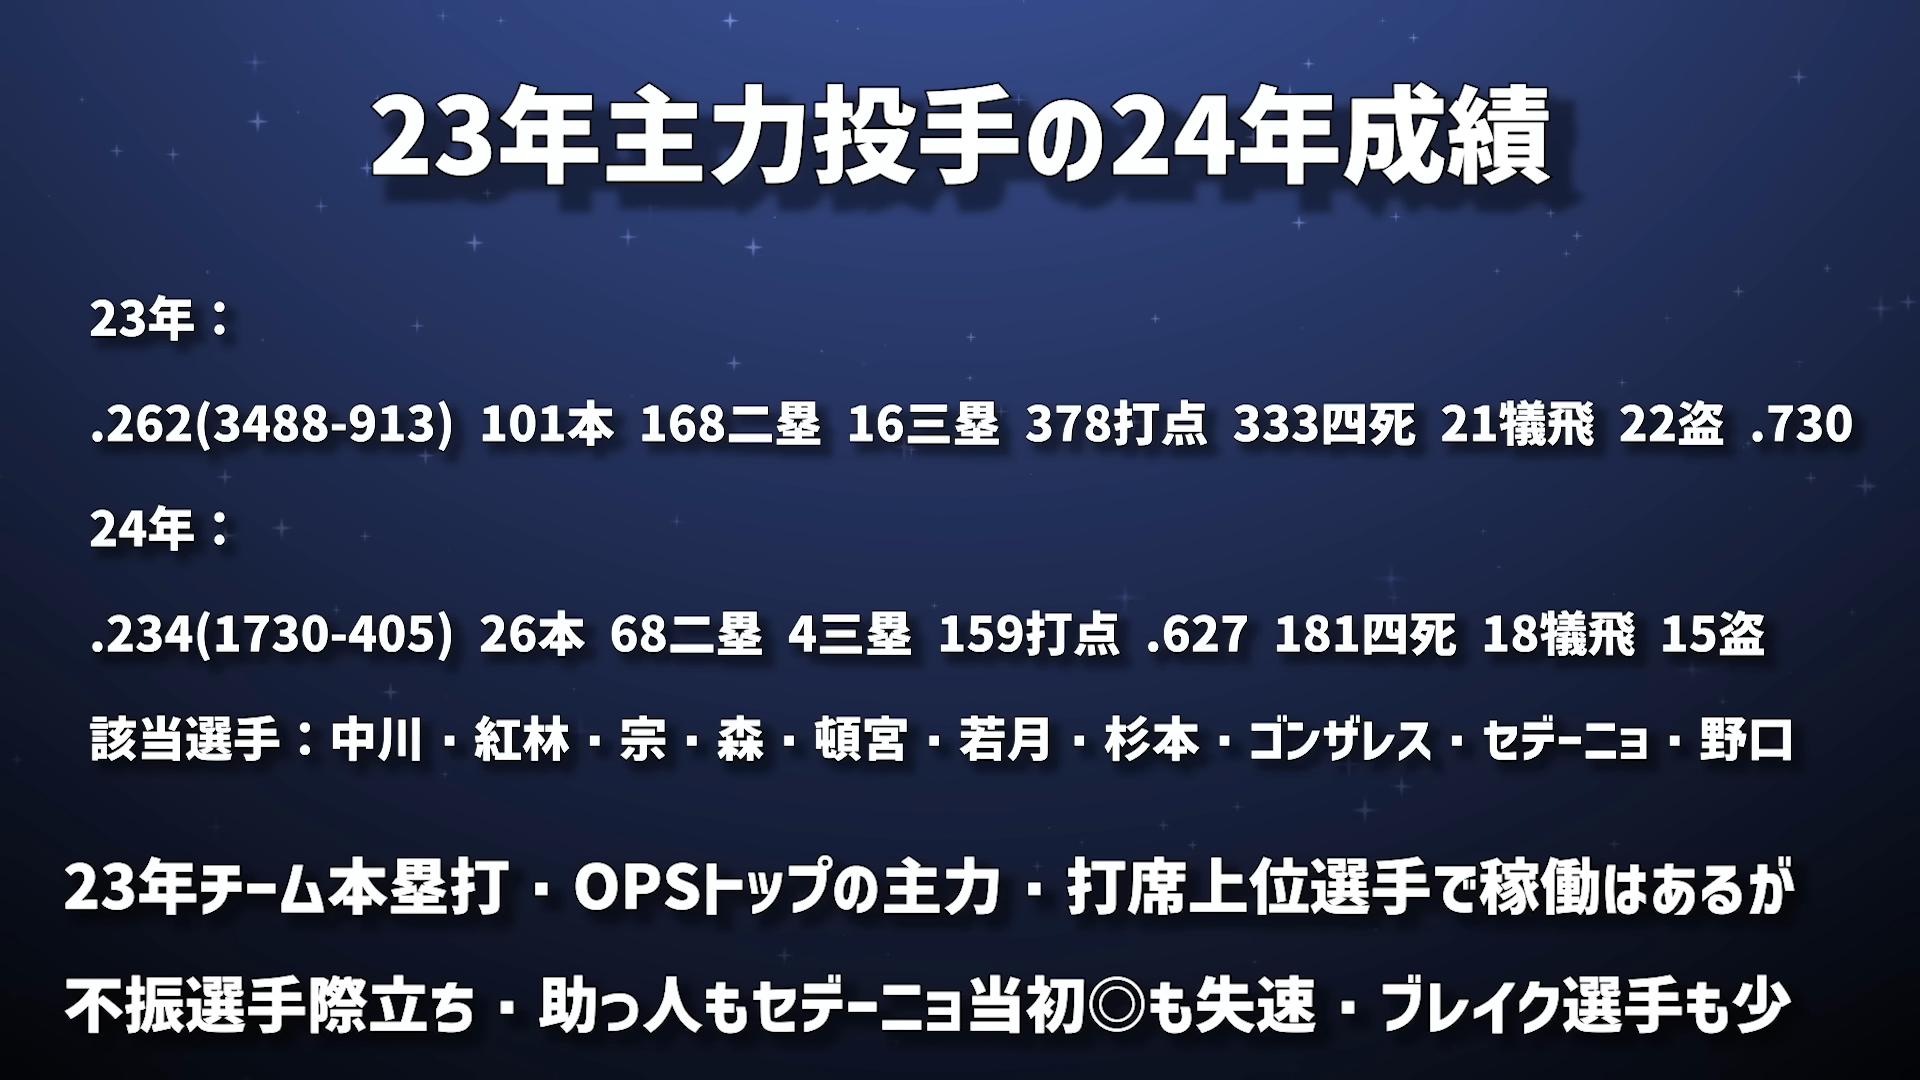 23年主力投手の24年成績
23年：
.262(3488-913) 101本 168二塁 16三塁 378打点 333四死 21犠飛 22盗 .730
24年：
.234(1730-405) 26本 68二塁 4三塁 159打点 .627 181四死 18犠飛 15盗
該当選手：中川・紅林・宗・森・頓宮・若月・杉本・ゴンザレス・セデーニョ・野口
23年チーム本塁打・OPSトップの主力・打席上位選手で稼働はあるが
不振選手際立ち・助っ人もセデーニョ当初◎も失速・ブレイク選手も少